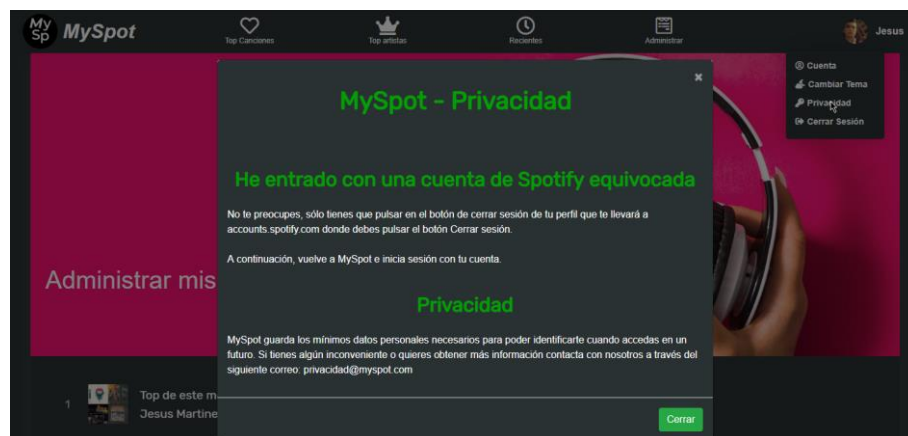 My
Sp
MySpot
Top Canciones
Top artistas
Recientes
Administrar
Jesus
Cuenta
Cambiar Tema
Privacidad
Cerrar Sesión
×
MySpot - Privacidad
He entrado con una cuenta de Spotify equivocada
No te preocupes, sólo tienes que pulsar en el botón de cerrar sesión de tu perfil que te llevará a
accounts.spotify.com donde debes pulsar el botón Cerrar sesión.
A continuación, vuelve a MySpot e inicia sesión con tu cuenta.
Administrar mis
Privacidad
MySpot guarda los mínimos datos personales necesarios para poder identificarte cuando accedas en un
futuro. Si tienes algún inconveniente o quieres obtener más información contacta con nosotros a través del
siguiente correo: privacidad@myspot.com
1
Top de este m
Jesus Martine
Cerrar